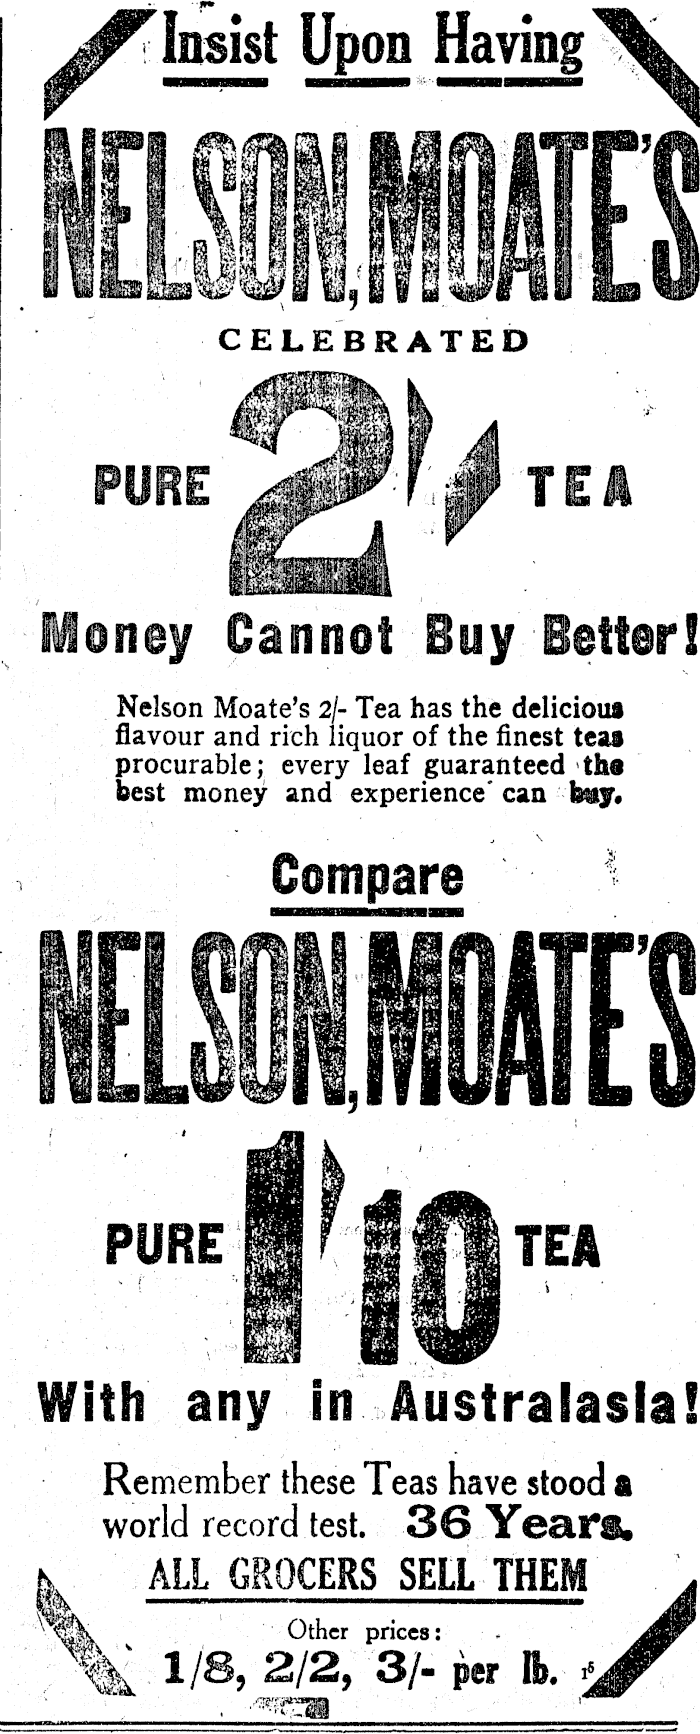 Insist Upon Having
NELSON, MOATE'S
CELEBRATED
PURE 2/- TEA
Money Cannot Buy Better!
Nelson Moate's 2/- Tea has the delicious
flavour and rich liquor of the finest teas
procurable; every leaf guaranteed the
best money and experience can buy.
Compare
NELSON, MOATE'S
PURE 1/10 TEA
With any in Australasia!
Remember these Teas have stood a
world record test. 36 Years.
ALL GROCERS SELL THEM
Other prices:
1/8, 2/2, 3/- per lb. 15